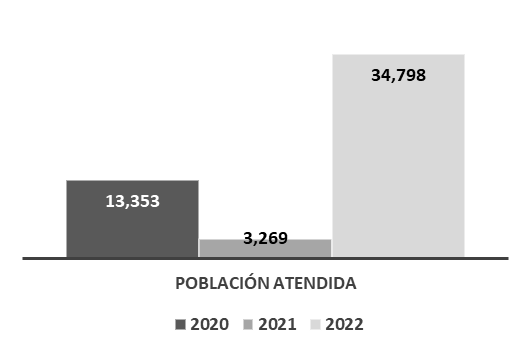 34,798
13,353
3,269
POBLACIÓN ATENDIDA
2020 2021 2022